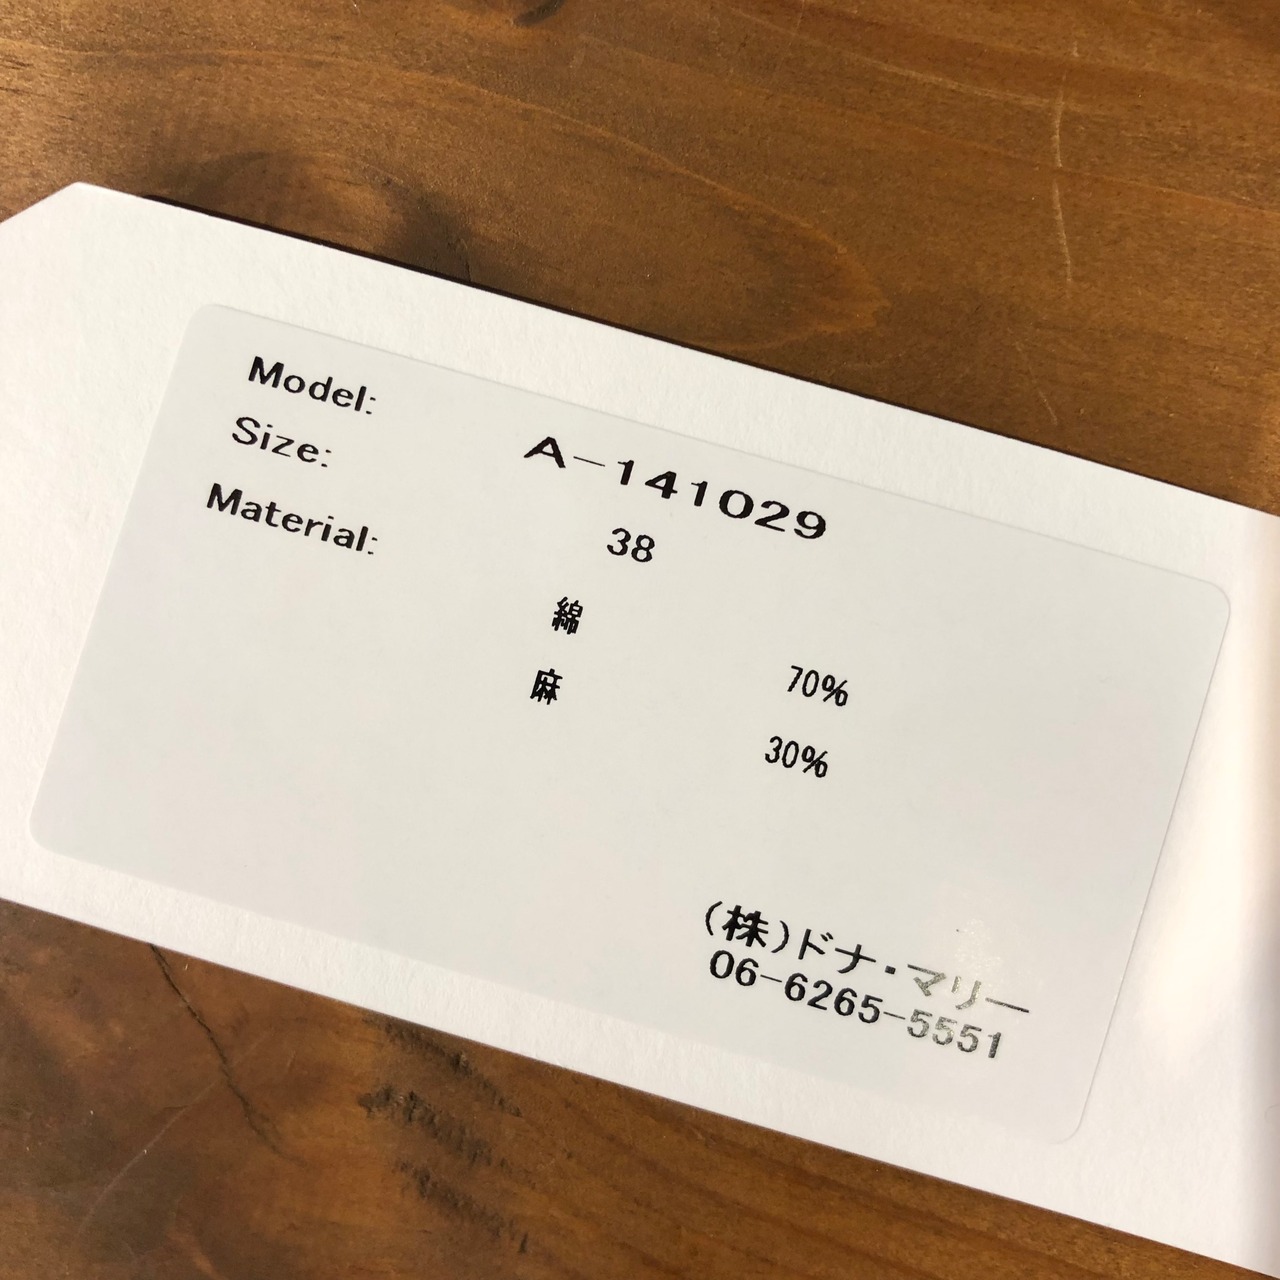 Model: A-141029
Size: 38
Material: 綿 70%
麻 30%
(株)ドナ・マリー
06-6265-5551